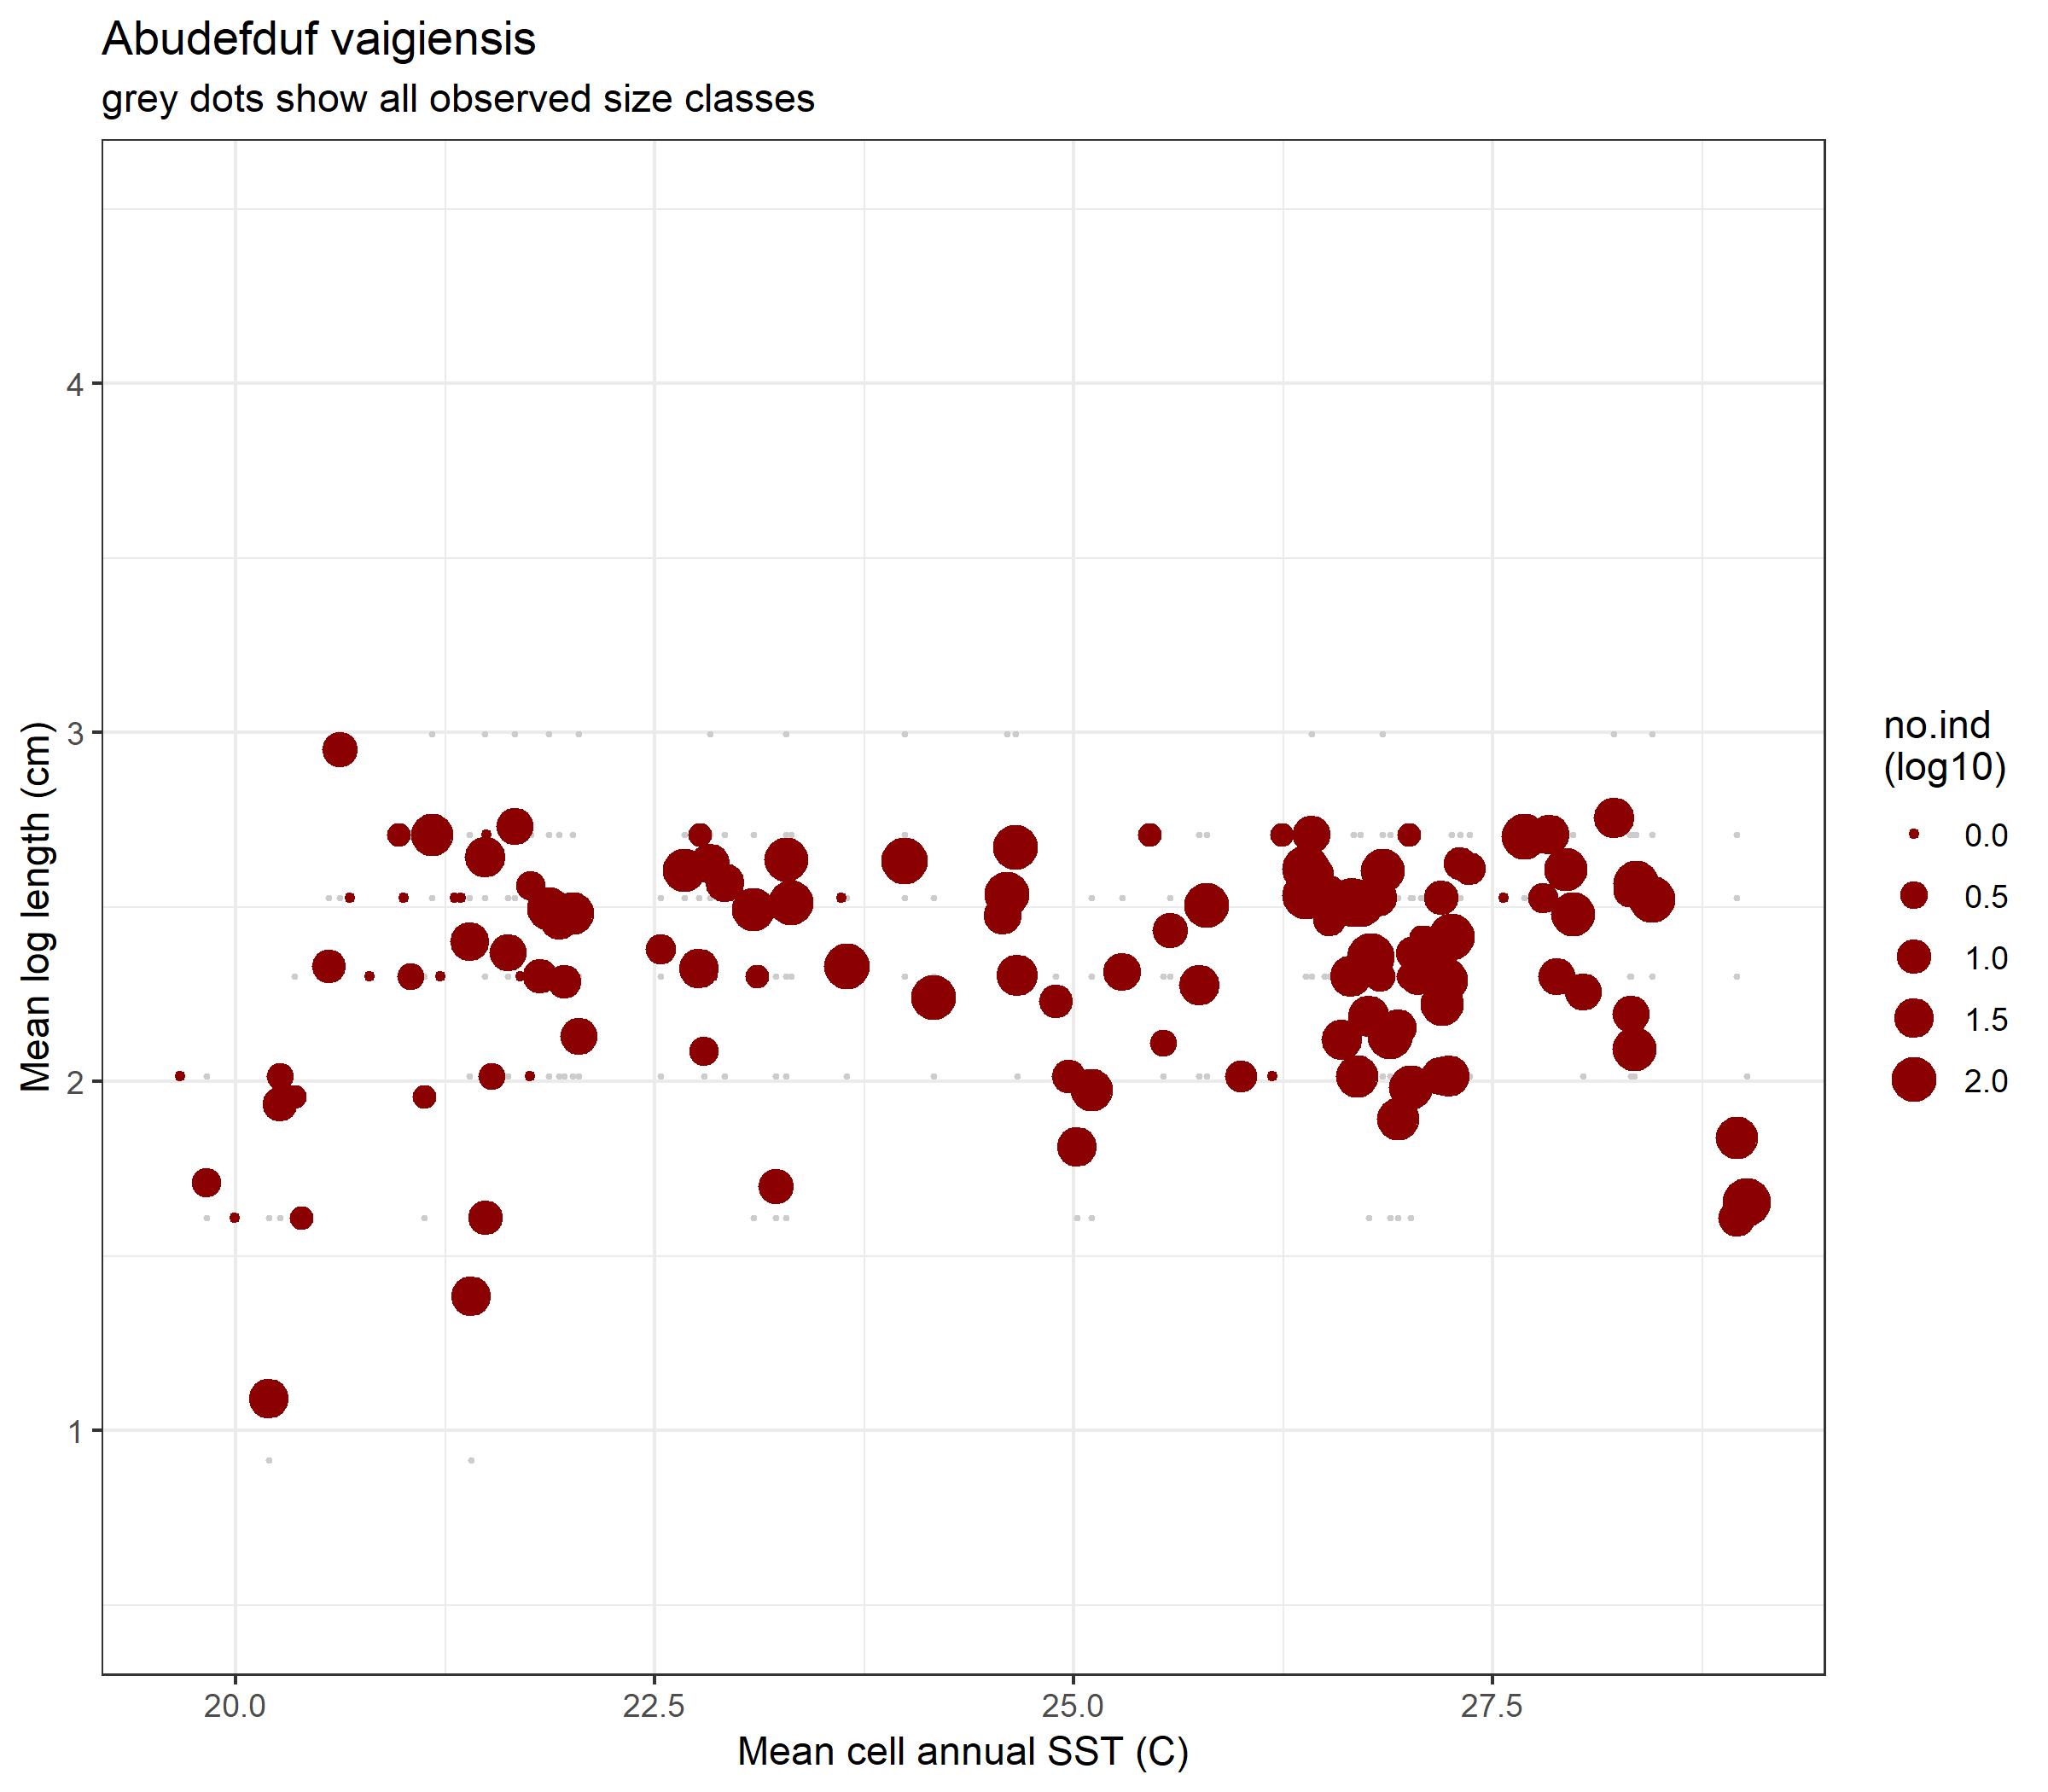 Abudefduf vaigiensis
grey dots show all observed size classes
Mean log length (cm)
4
3
2
1
20.0
22.5
25.0
27.5
Mean cell annual SST (C)
no.ind
(log10)
0.0
0.5
1.0
1.5
2.0